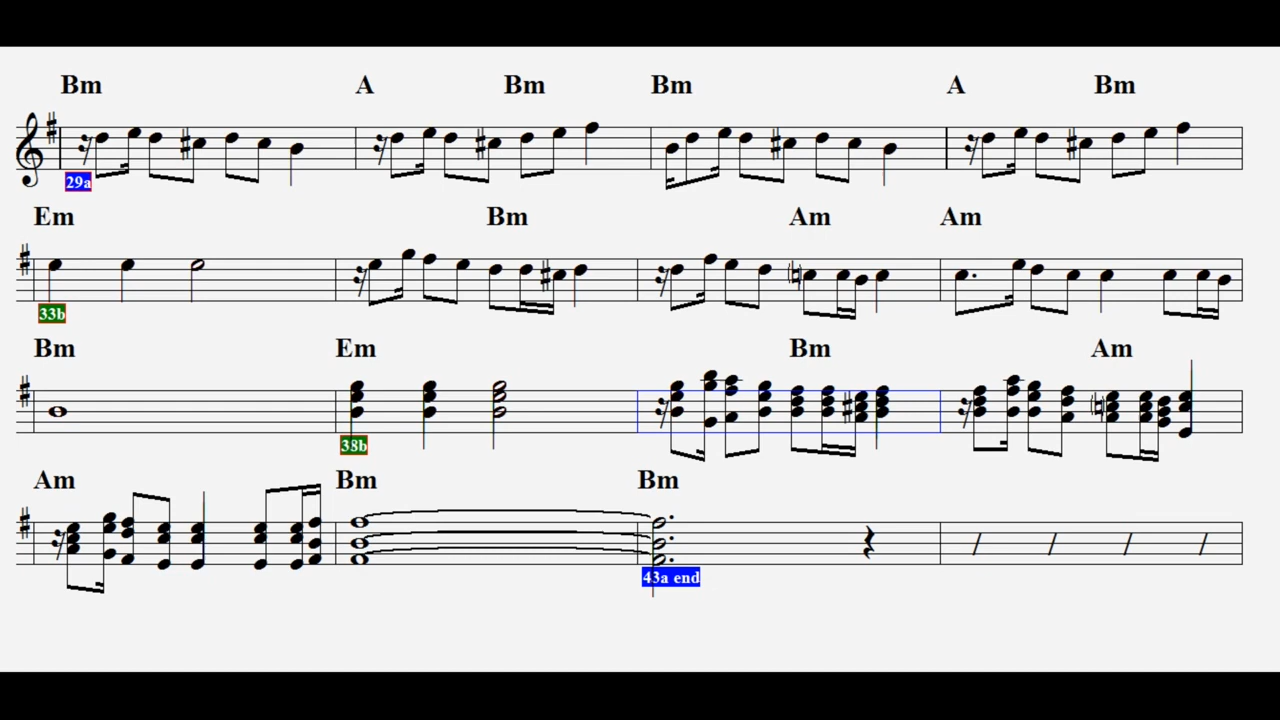 Bm A Bm Bm A Bm
29a
Em Bm Am Am
33b
Bm Em Bm Am
38b
Am Bm Bm
43a end